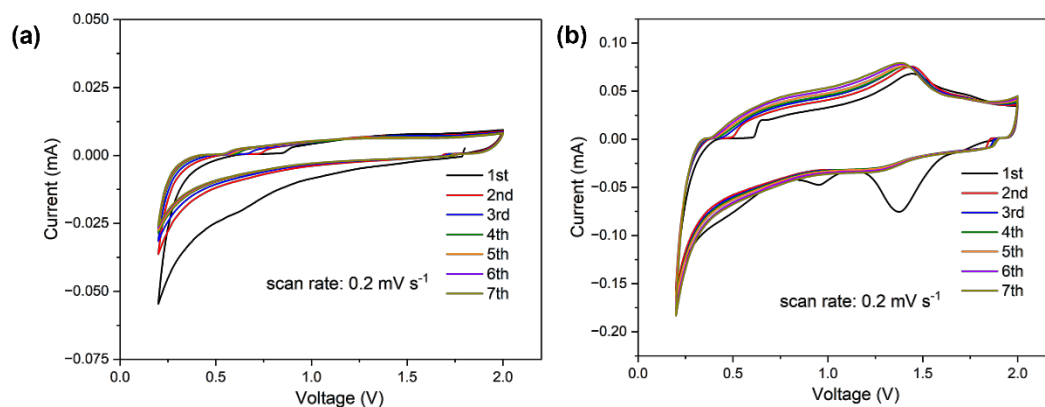 (a)
0.050
0.025
0.000
−0.025
−0.050
−0.075
Current (mA)
1st
2nd
3rd
4th
5th
6th
7th
scan rate: 0.2 mV s⁻¹
0.0 0.5 1.0 1.5 2.0
Voltage (V)
(b)
0.10
0.05
0.00
−0.05
−0.10
−0.15
−0.20
Current (mA)
1st
2nd
3rd
4th
5th
6th
7th
scan rate: 0.2 mV s⁻¹
0.0 0.5 1.0 1.5 2.0
Voltage (V)